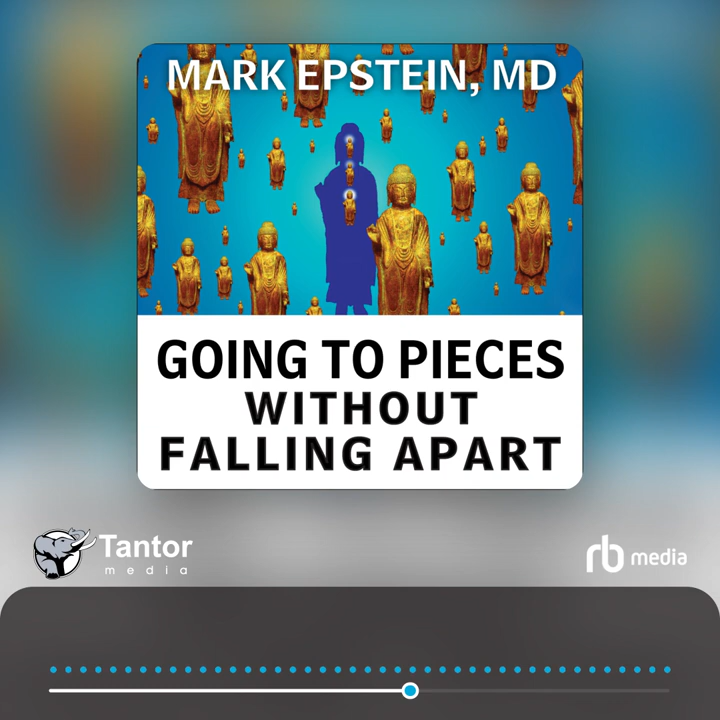 MARK EPSTEIN, MD
GOING TO PIECES
WITHOUT
FALLING APART
Tantor
media
rb media